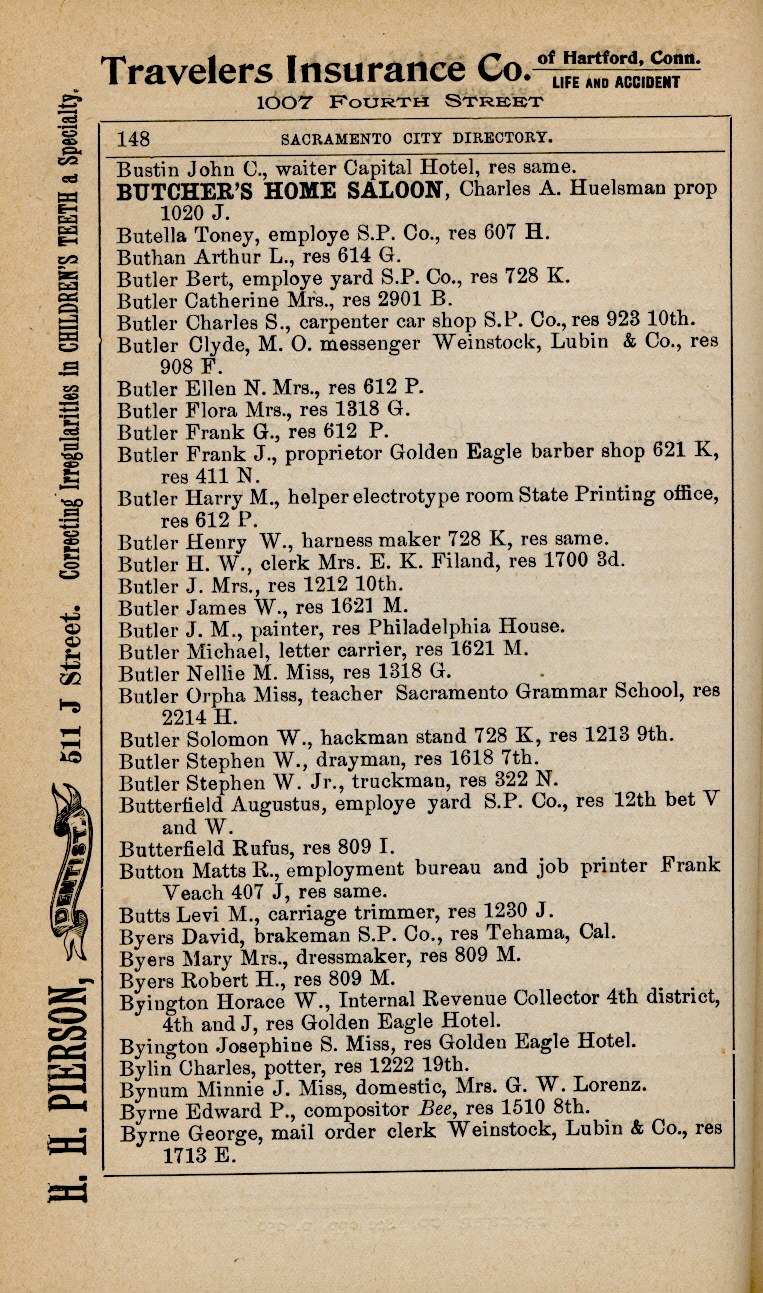 Travelers Insurance Co. of Hartford, Conn.
LIFE AND ACCIDENT
1007 FOURTH STREET
148 SACRAMENTO CITY DIRECTORY.
Bustin John C., waiter Capital Hotel, res same.
BUTCHER'S HOME SALOON, Charles A. Huelsman prop
1020 J.
Butella Toney, employe S.P. Co., res 607 H.
Buthan Arthur L., res 614 G.
Butler Bert, employe yard S.P. Co., res 728 K.
Butler Catherine Mrs., res 2901 B.
Butler Charles S., carpenter car shop S.P. Co., res 923 10th.
Butler Clyde, M. O. messenger Weinstock, Lubin & Co., res
908 F.
Butler Ellen N. Mrs., res 612 P.
Butler Flora Mrs., res 1318 G.
Butler Frank G., res 612 P.
Butler Frank J., proprietor Golden Eagle barber shop 621 K,
res 411 N.
Butler Harry M., helper electrotype room State Printing office,
res 612 P.
Butler Henry W., harness maker 728 K, res same.
Butler H. W., clerk Mrs. E. K. Filand, res 1700 3d.
Butler J. Mrs., res 1212 10th.
Butler James W., res 1621 M.
Butler J. M., painter, res Philadelphia House.
Butler Michael, letter carrier, res 1621 M.
Butler Nellie M. Miss, res 1318 G.
Butler Orpha Miss, teacher Sacramento Grammar School, res
2214 H.
Butler Solomon W., hackman stand 728 K, res 1213 9th.
Butler Stephen W., drayman, res 1618 7th.
Butler Stephen W. Jr., truckman, res 322 N.
Butterfield Augustus, employe yard S.P. Co., res 12th bet V
and W.
Butterfield Rufus, res 809 I.
Button Matts R., employment bureau and job printer Frank
Veach 407 J, res same.
Butts Levi M., carriage trimmer, res 1230 J.
Byers David, brakeman S.P. Co., res Tehama, Cal.
Byers Mary Mrs., dressmaker, res 809 M.
Byers Robert H., res 809 M.
Byington Horace W., Internal Revenue Collector 4th district,
4th and J, res Golden Eagle Hotel.
Byington Josephine S. Miss, res Golden Eagle Hotel.
Bylin Charles, potter, res 1222 19th.
Bynum Minnie J. Miss, domestic, Mrs. G. W. Lorenz.
Byrne Edward P., compositor Bee, res 1510 8th.
Byrne George, mail order clerk Weinstock, Lubin & Co., res
1713 E.
H. H. PIERSON, DENTIST. 511 J Street. Correcting Irregularities in CHILDREN'S TEETH a Specialty.